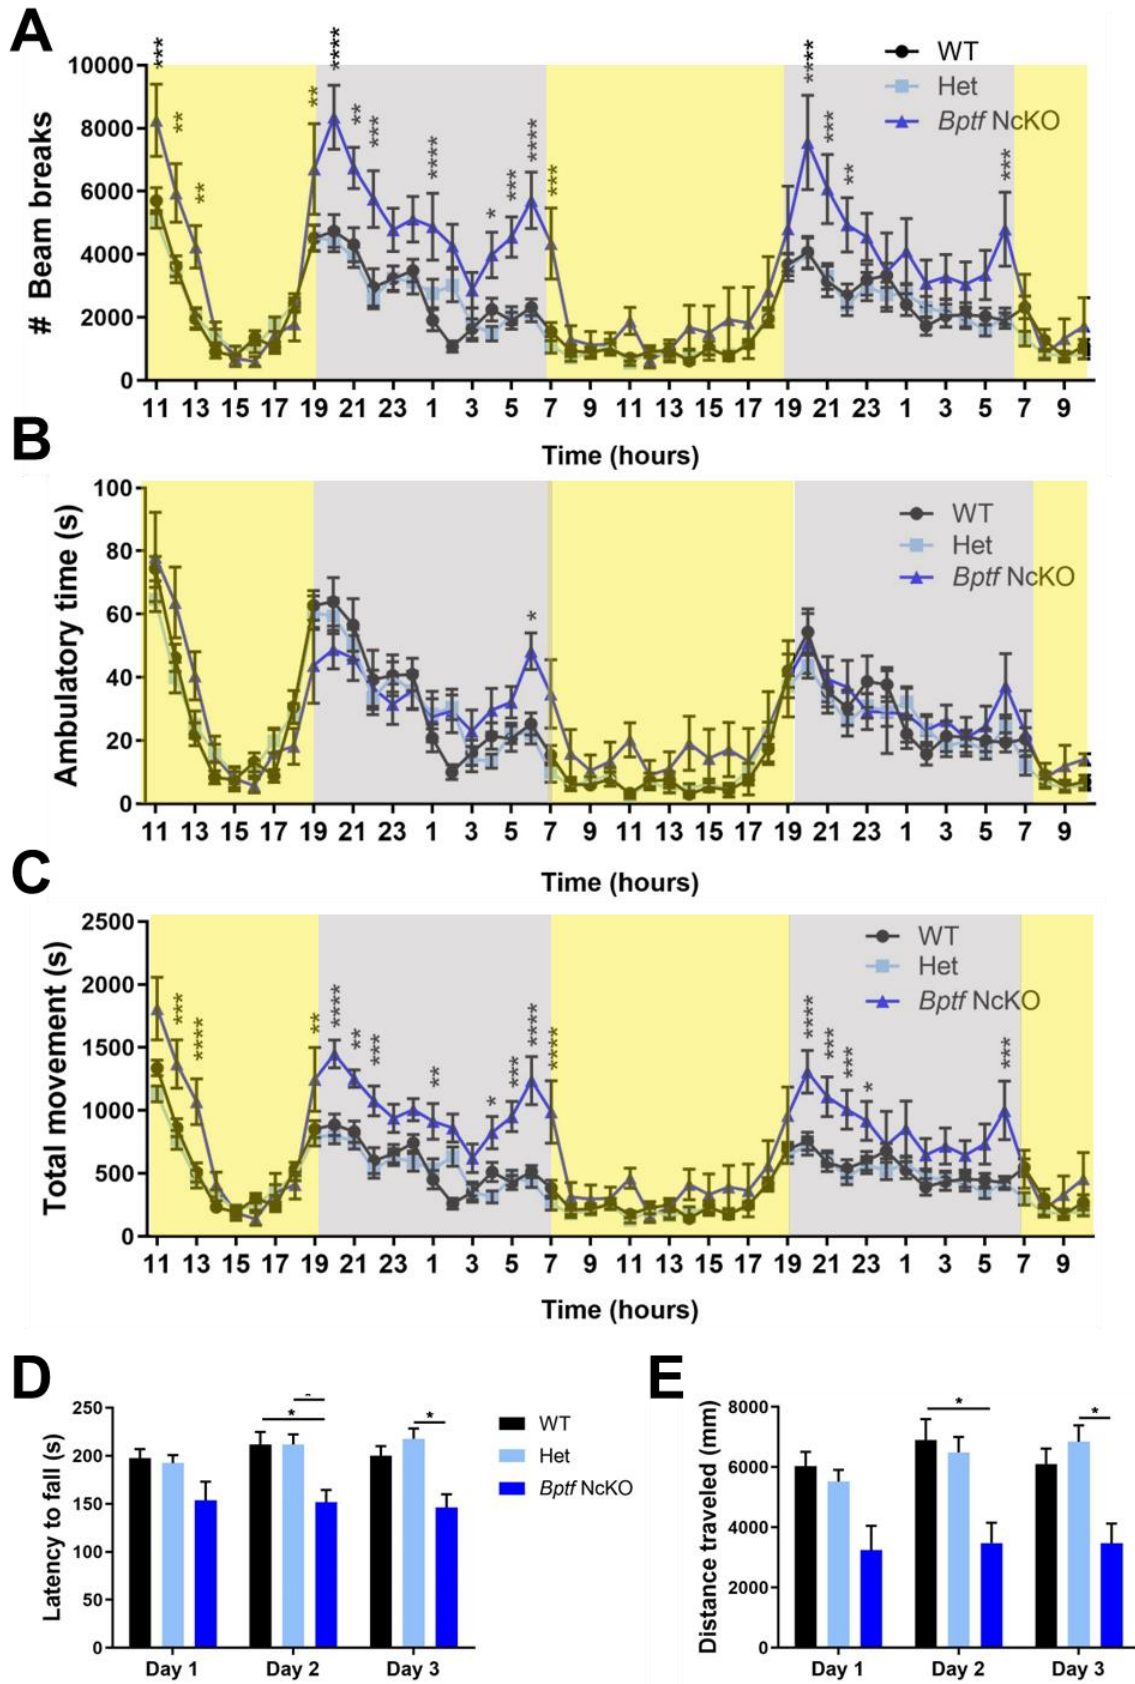 A
# Beam breaks
10000
8000
6000
4000
2000
0
*** ** ** ** **** ** *** **** * *** **** *** **** *** ** ***
WT
Het
Bptf NcKO
11 13 15 17 19 21 23 1 3 5 7 9 11 13 15 17 19 21 23 1 3 5 7 9
Time (hours)
B
Ambulatory time (s)
100
80
60
40
20
0
*
WT
Het
Bptf NcKO
11 13 15 17 19 21 23 1 3 5 7 9 11 13 15 17 19 21 23 1 3 5 7 9
Time (hours)
C
Total movement (s)
2500
2000
1500
1000
500
0
*** **** ** **** ** *** ** * *** **** **** **** *** *** * ***
WT
Het
Bptf NcKO
11 13 15 17 19 21 23 1 3 5 7 9 11 13 15 17 19 21 23 1 3 5 7 9
Time (hours)
D
Latency to fall (s)
250
200
150
100
50
0
* *
WT
Het
Bptf NcKO
Day 1 Day 2 Day 3
E
Distance traveled (mm)
8000
6000
4000
2000
0
* *
Day 1 Day 2 Day 3